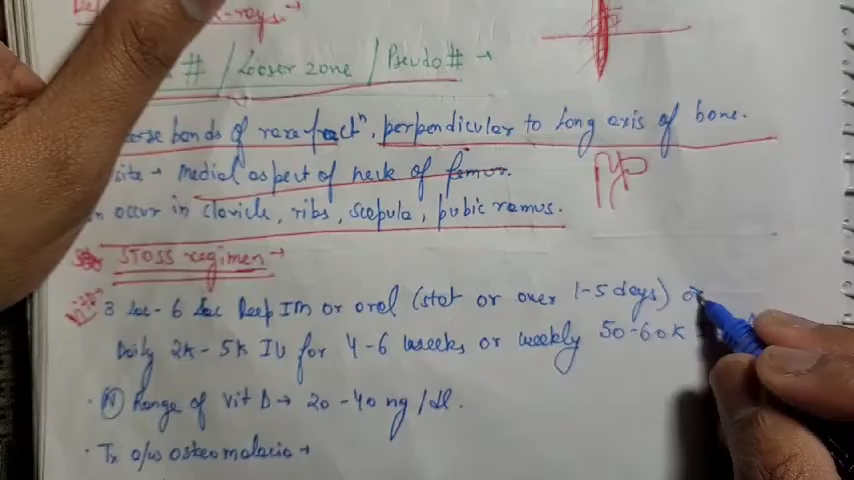 x-rays.
# / Looser zone / Pseudo # →
bands of rarefactⁿ, perpendicular to long axis of bone.
site → medial aspect of neck of femur.
occur in clavicle, ribs, scapula, pubic ramus.
STOSS regimen →
3 Lac - 6 Lac Deep IM or oral (stat or over 1-5 days) or
Daily 2K - 5K IU for 4-6 weeks or weekly 50-60K
· (N) Range of Vit D → 20 - 40 ng/dl.
· Tx o/w osteomalacia →